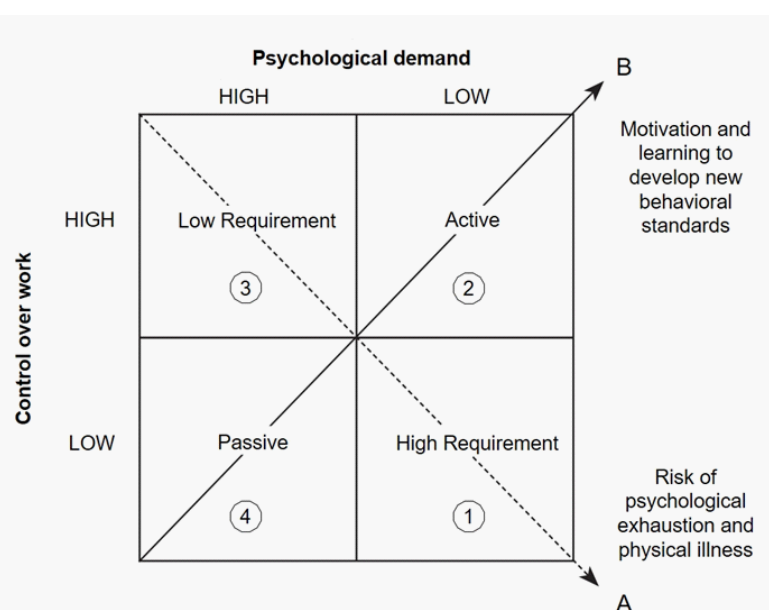 Psychological demand
HIGH
LOW
B
Motivation and
learning to
develop new
behavioral
standards
HIGH
Low Requirement
Active
3
2
Control over work
LOW
Passive
High Requirement
4
1
Risk of
psychological
exhaustion and
physical illness
A